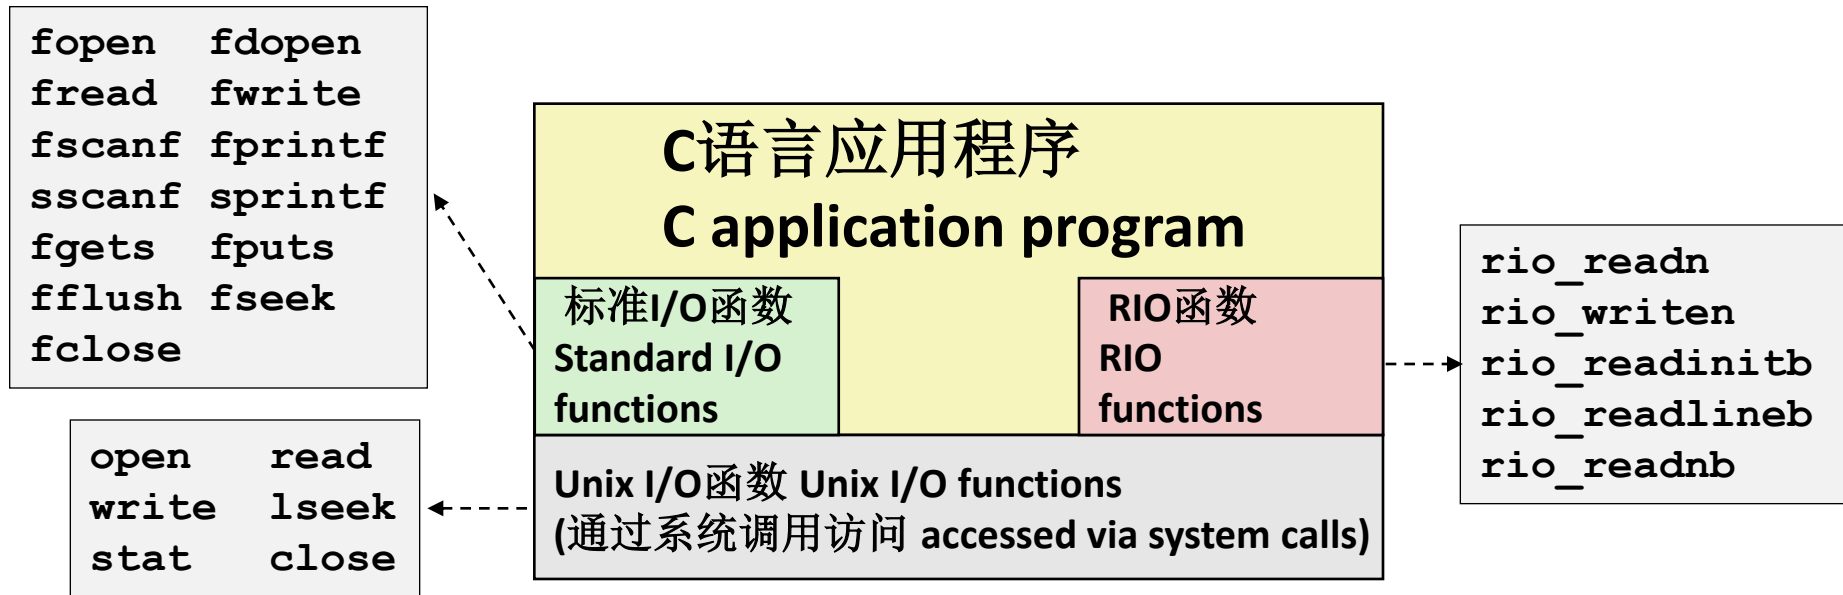 fopen fdopen
fread fwrite
fscanf fprintf
sscanf sprintf
fgets fputs
fflush fseek
fclose
C语言应用程序
C application program
标准I/O函数
Standard I/O
functions
RIO函数
RIO
functions
rio_readn
rio_writen
rio_readinitb
rio_readlineb
rio_readnb
open read
write lseek
stat close
Unix I/O函数 Unix I/O functions
(通过系统调用访问 accessed via system calls)